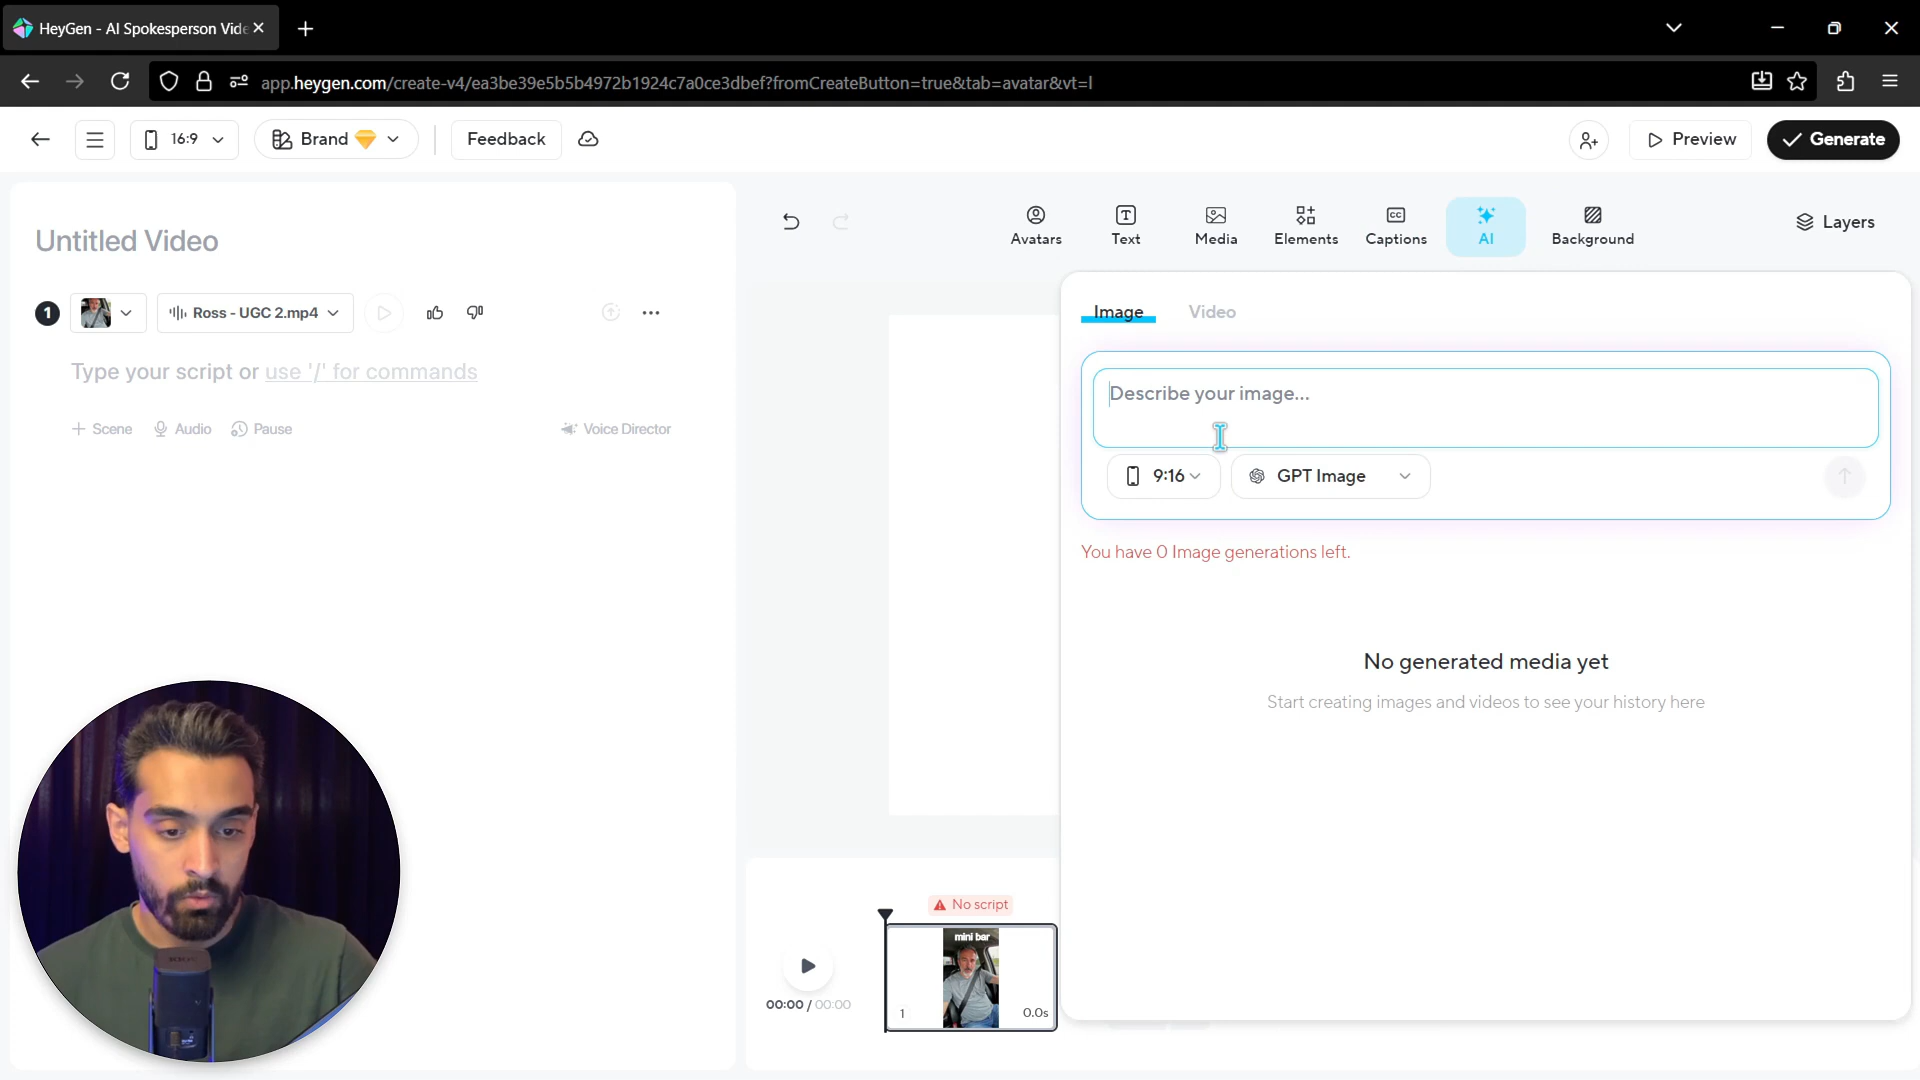 HeyGen - AI Spokesperson Vide
app.heygen.com/create-v4/ea3be39e5b5b4972b1924c7a0ce3dbef?fromCreateButton=true&tab=avatar&vt=l
16:9
Brand
Feedback
Preview
Generate
Untitled Video
Avatars
Text
Media
Elements
Captions
AI
Background
Layers
1
Ross - UGC 2.mp4
Type your script or use '/' for commands
Scene
Audio
Pause
Voice Director
Image
Video
Describe your image...
9:16
GPT Image
You have 0 Image generations left.
No generated media yet
Start creating images and videos to see your history here
No script
mini bar
1
0.0s
00:00 / 00:00